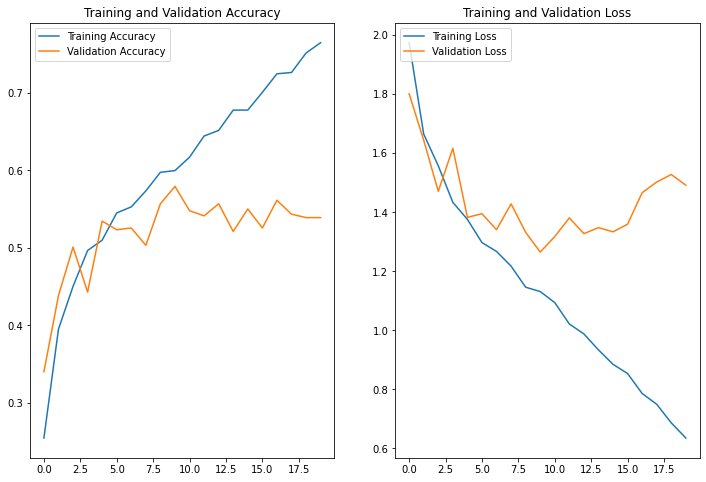 Training and Validation Accuracy
Training Accuracy
Validation Accuracy
0.7
0.6
0.5
0.4
0.3
0.0 2.5 5.0 7.5 10.0 12.5 15.0 17.5
Training and Validation Loss
Training Loss
Validation Loss
2.0
1.8
1.6
1.4
1.2
1.0
0.8
0.6
0.0 2.5 5.0 7.5 10.0 12.5 15.0 17.5